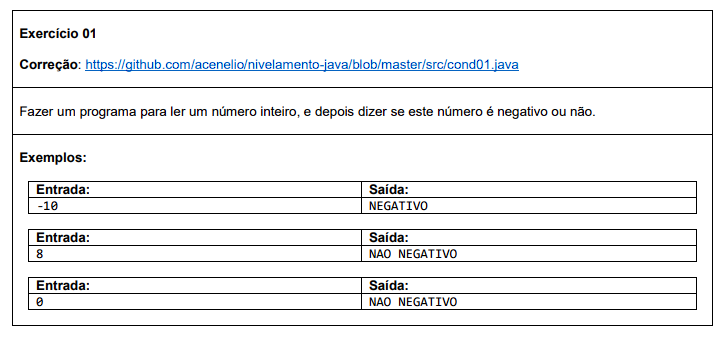 Exercício 01
Correção: https://github.com/acenelio/nivelamento-java/blob/master/src/cond01.java
Fazer um programa para ler um número inteiro, e depois dizer se este número é negativo ou não.
Exemplos:
Entrada: Saída:
-10 NEGATIVO
Entrada: Saída:
8 NAO NEGATIVO
Entrada: Saída:
0 NAO NEGATIVO